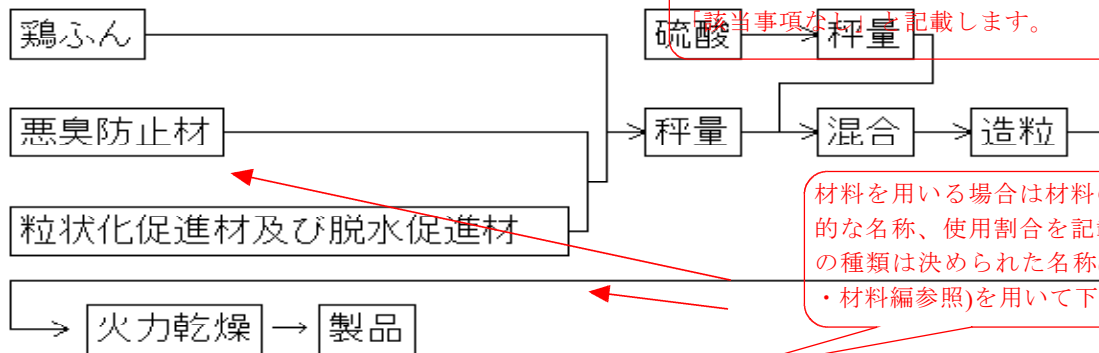 「該当事項なし」と記載します。
鶏ふん
硫酸
秤量
悪臭防止材
秤量
混合
造粒
粒状化促進材及び脱水促進材
材料を用いる場合は材料
的な名称、使用割合を記
の種類は決められた名称
・材料編参照)を用いて下
火力乾燥
製品